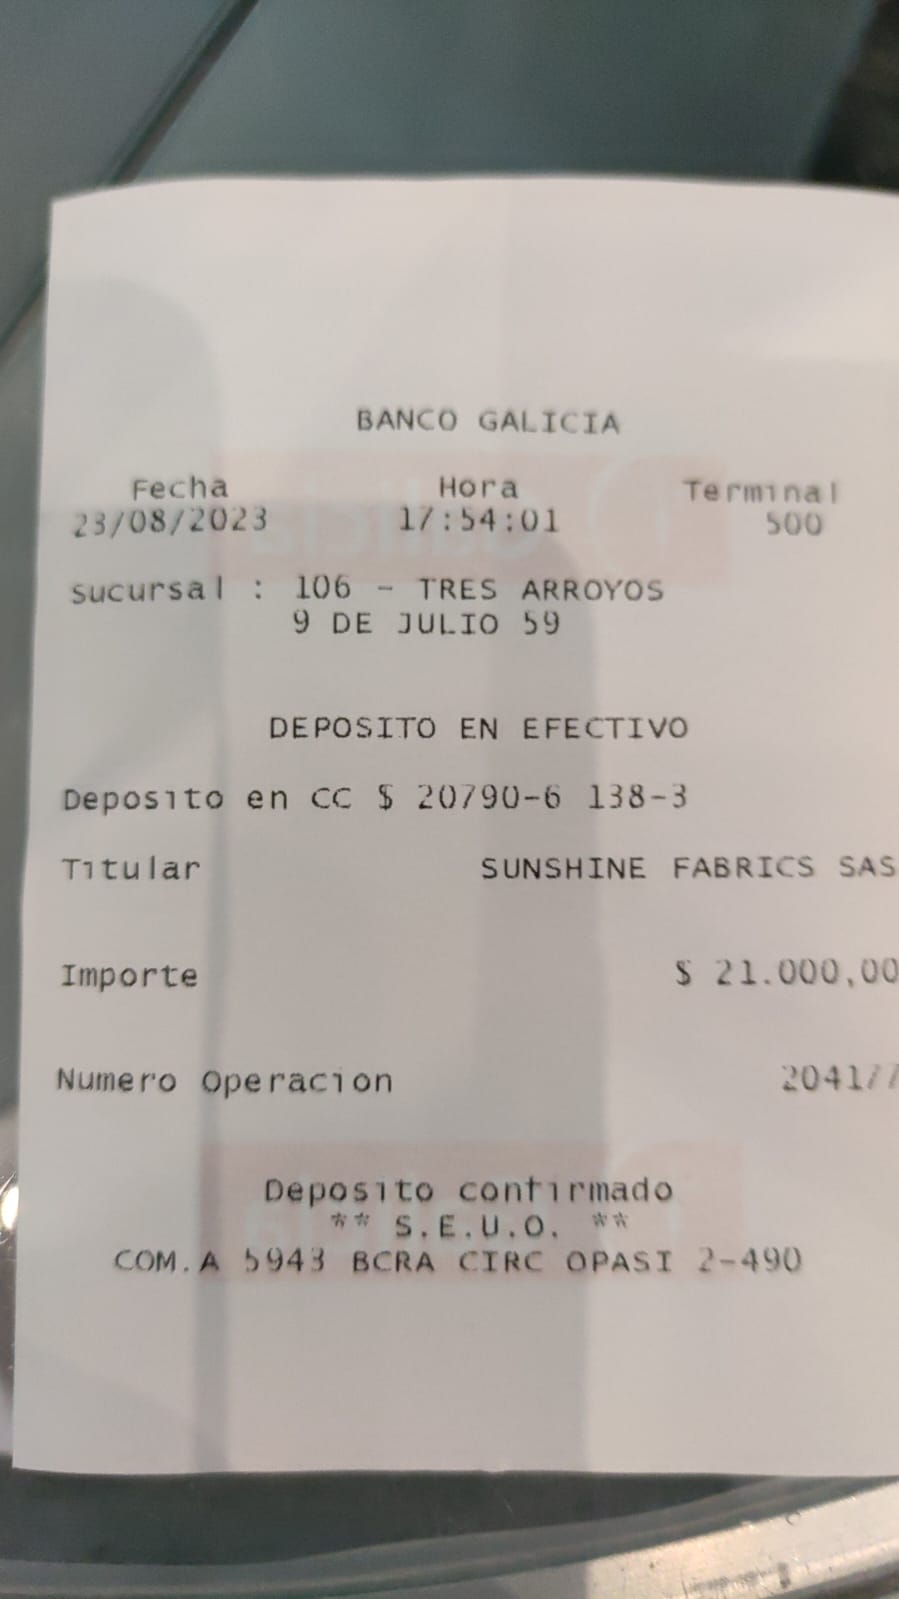 BANCO GALICIA
Fecha Hora Terminal
23/08/2023 17:54:01 500
Sucursal : 106 - TRES ARROYOS
9 DE JULIO 59
DEPOSITO EN EFECTIVO
Deposito en CC $ 20790-6 138-3
Titular SUNSHINE FABRICS SAS
Importe $ 21.000,00
Numero Operacion
Deposito confirmado
** S.E.U.O. **
COM.A 5943 BCRA CIRC OPASI 2-490